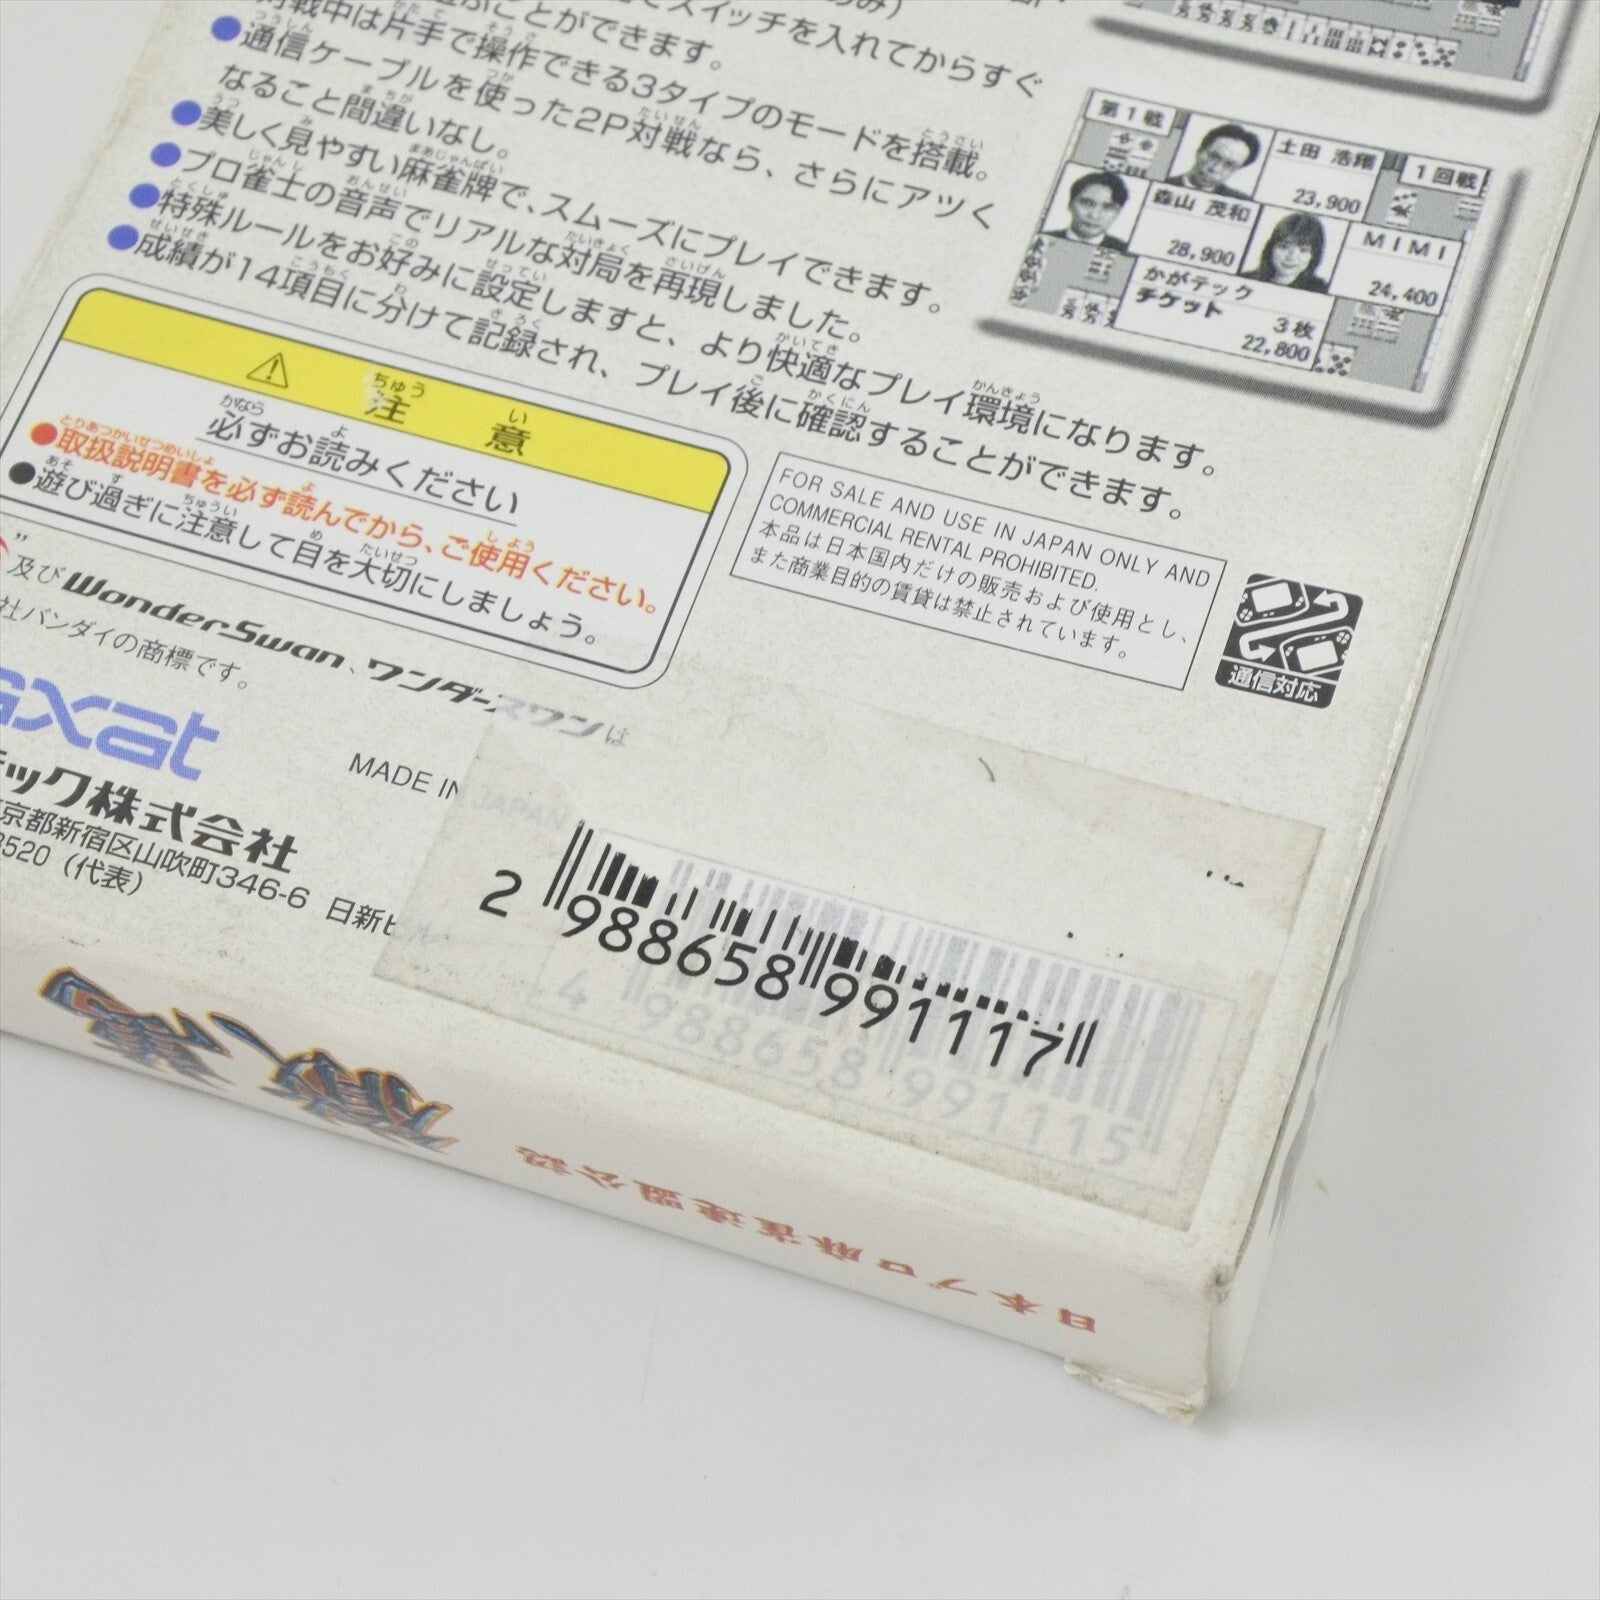 でスイッチを入れてからすぐ
ことができます。
対戦中は片手で操作できる3タイプのモードを搭載。
●通信ケーブルを使った2P対戦なら、さらにアツく
なること間違いなし。
●美しく見やすい麻雀牌で、スムーズにプレイできます。
●プロ雀士の音声でリアルな対局を再現しました。
●特殊ルールをお好みに設定しますと、より快適なプレイ環境になります。
●成績が14項目に分けて記録され、プレイ後に確認することができます。
第1戦
土田 浩翔
23,900
1回戦
森山 茂和
28,900
MIMI
24,400
かがテック
チケット
3枚
22,800
注意
必ずお読みください
●取扱説明書を必ず読んでから、ご使用ください。
●遊び過ぎに注意して目を大切にしましょう。
FOR SALE AND USE IN JAPAN ONLY AND
COMMERCIAL RENTAL PROHIBITED.
本品は日本国内だけの販売および使用とし、
また商業目的の賃貸は禁止されています。
通信対応
”及びWonderSwan、ワンダースワンは
社バンダイの商標です。
xat
MADE IN JAPAN
ック株式会社
京都新宿区山吹町346-6 日新ビル
3520（代表）
2 988658 991117
4 988658 991115
日本プロ麻雀連盟公認